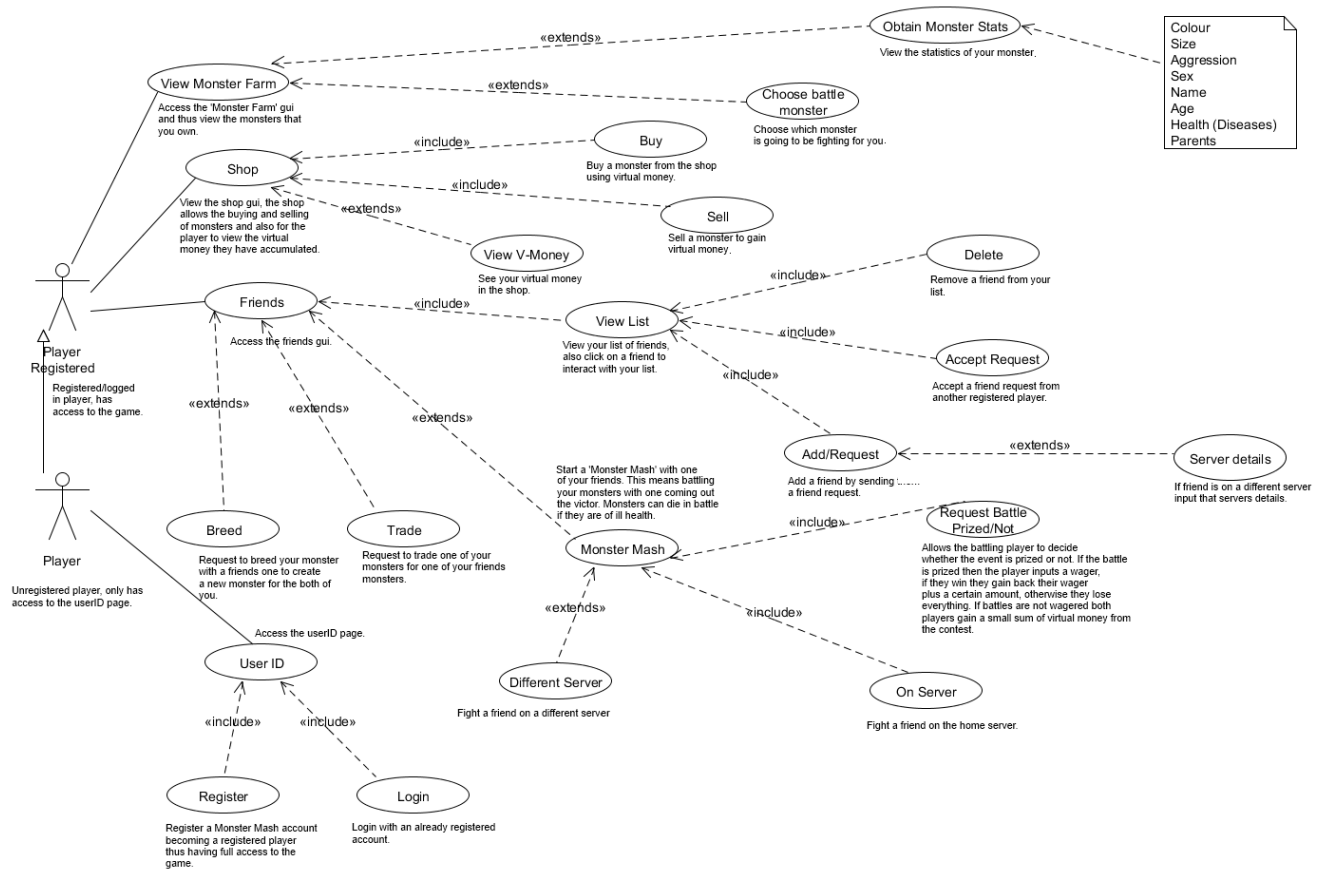 Obtain Monster Stats
«extends»
View the statistics of your monster.
Colour
Size
Aggression
Sex
Name
Age
Health (Diseases)
Parents
View Monster Farm
«extends»
Access the 'Monster Farm' gui
and thus view the monsters that
you own.
Choose battle
monster
Choose which monster
is going to be fighting for you.
«include»
Buy
Buy a monster from the shop
using virtual money.
Shop
«include»
View the shop gui, the shop
allows the buying and selling
of monsters and also for the
player to view the virtual
money they have accumulated.
Sell
Sell a monster to gain
virtual money.
«extends»
View V-Money
See your virtual money
in the shop.
Delete
Remove a friend from your
list.
«include»
Friends
«include»
Access the friends gui.
View List
View your list of friends,
also click on a friend to
interact with your list.
«include»
Accept Request
Accept a friend request from
another registered player.
«include»
Player
Registered
Registered/logged
in player, has
access to the game.
«extends»
«extends»
«extends»
Add/Request
Add a friend by sending
a friend request.
«extends»
Server details
If friend is on a different server
input that servers details.
Start a 'Monster Mash' with one
of your friends. This means battling
your monsters with one coming out
the victor. Monsters can die in battle
if they are of ill health.
Breed
Request to breed your monster
with a friends one to create
a new monster for the both of
you.
Trade
Request to trade one of your
monsters for one of your friends
monsters.
Monster Mash
«include»
Request Battle
Prized/Not
Allows the battling player to decide
whether the event is prized or not. If the battle
is prized then the player inputs a wager,
if they win they gain back their wager
plus a certain amount, otherwise they lose
everything. If battles are not wagered both
players gain a small sum of virtual money from
the contest.
Player
Unregistered player, only has
access to the userID page.
«extends»
«include»
Access the userID page.
User ID
Different Server
Fight a friend on a different server
On Server
Fight a friend on the home server.
«include»
«include»
Register
Register a Monster Mash account
becoming a registered player
thus having full access to the
game.
Login
Login with an already registered
account.